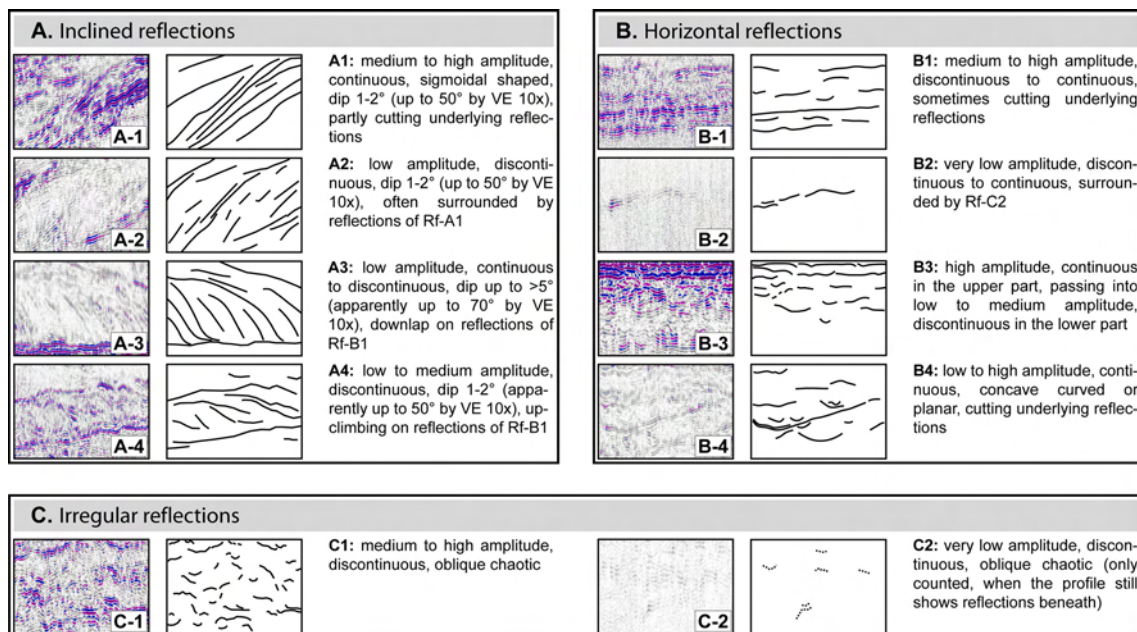 A. Inclined reflections
A-1
A1: medium to high amplitude,
continuous, sigmoidal shaped,
dip 1-2° (up to 50° by VE 10x),
partly cutting underlying reflec-
tions
A-2
A2: low amplitude, disconti-
nuous, dip 1-2° (up to 50° by VE
10x), often surrounded by
reflections of Rf-A1
A-3
A3: low amplitude, continuous
to discontinuous, dip up to >5°
(apparently up to 70° by VE
10x), downlap on reflections of
Rf-B1
A-4
A4: low to medium amplitude,
discontinuous, dip 1-2° (appa-
rently up to 50° by VE 10x), up-
climbing on reflections of Rf-B1
B. Horizontal reflections
B-1
B1: medium to high amplitude,
discontinuous to continuous,
sometimes cutting underlying
reflections
B-2
B2: very low amplitude, discon-
tinuous to continuous, surroun-
ded by Rf-C2
B-3
B3: high amplitude, continuous
in the upper part, passing into
low to medium amplitude,
discontinuous in the lower part
B-4
B4: low to high amplitude, conti-
nuous, concave curved or
planar, cutting underlying reflec-
tions
C. Irregular reflections
C-1
C1: medium to high amplitude,
discontinuous, oblique chaotic
C-2
C2: very low amplitude, discon-
tinuous, oblique chaotic (only
counted, when the profile still
shows reflections beneath)